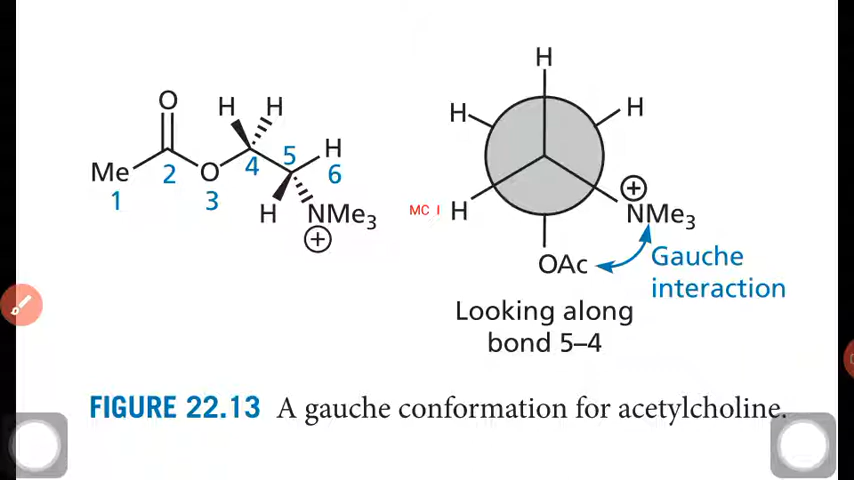 O
H H
H
Me O
1 2 3 4 5 6
H NMe3
⊕
H
H H
MC I H
⊕
NMe3
OAc
Gauche
interaction
Looking along
bond 5–4
FIGURE 22.13 A gauche conformation for acetylcholine.